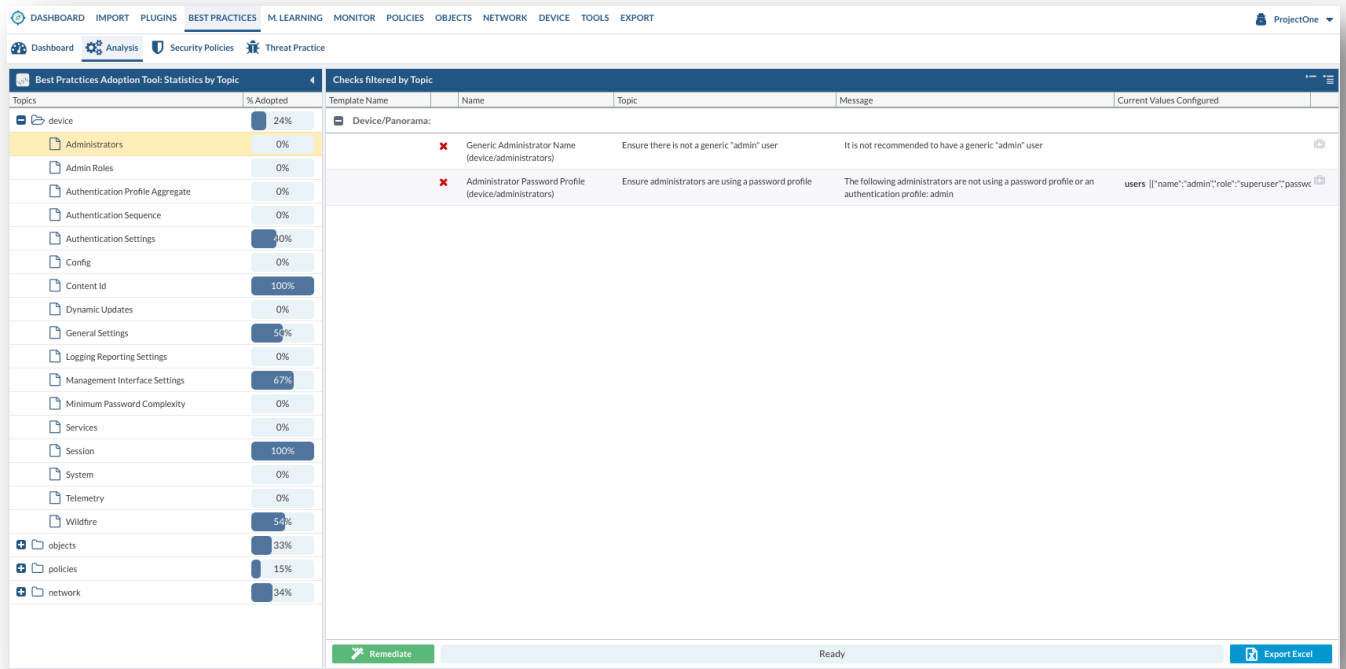 DASHBOARD IMPORT PLUGINS BEST PRACTICES M. LEARNING MONITOR POLICIES OBJECTS NETWORK DEVICE TOOLS EXPORT ProjectOne
Dashboard Analysis Security Policies Threat Practice
Best Pratctices Adoption Tool: Statistics by Topic
Topics % Adopted
device 24%
Administrators 0%
Admin Roles 0%
Authentication Profile Aggregate 0%
Authentication Sequence 0%
Authentication Settings 40%
Config 0%
Content Id 100%
Dynamic Updates 0%
General Settings 50%
Logging Reporting Settings 0%
Management Interface Settings 67%
Minimum Password Complexity 0%
Services 0%
Session 100%
System 0%
Telemetry 0%
Wildfire 54%
objects 33%
policies 15%
network 34%
Checks filtered by Topic
Template Name Name Topic Message Current Values Configured
Device/Panorama:
Generic Administrator Name
(device/administrators)
Ensure there is not a generic "admin" user
It is not recommended to have a generic "admin" user
Administrator Password Profile
(device/administrators)
Ensure administrators are using a password profile
The following administrators are not using a password profile or an
authentication profile: admin
users [{"name":"admin","role":"superuser","passwc
Remediate Ready Export Excel